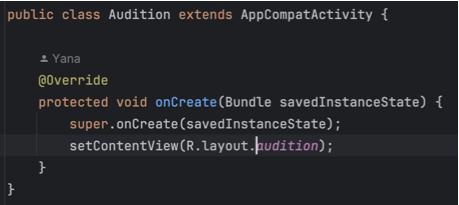 public class Audition extends AppCompatActivity {
Yana
@Override
protected void onCreate(Bundle savedInstanceState) {
super.onCreate(savedInstanceState);
setContentView(R.layout.audition);
}
}